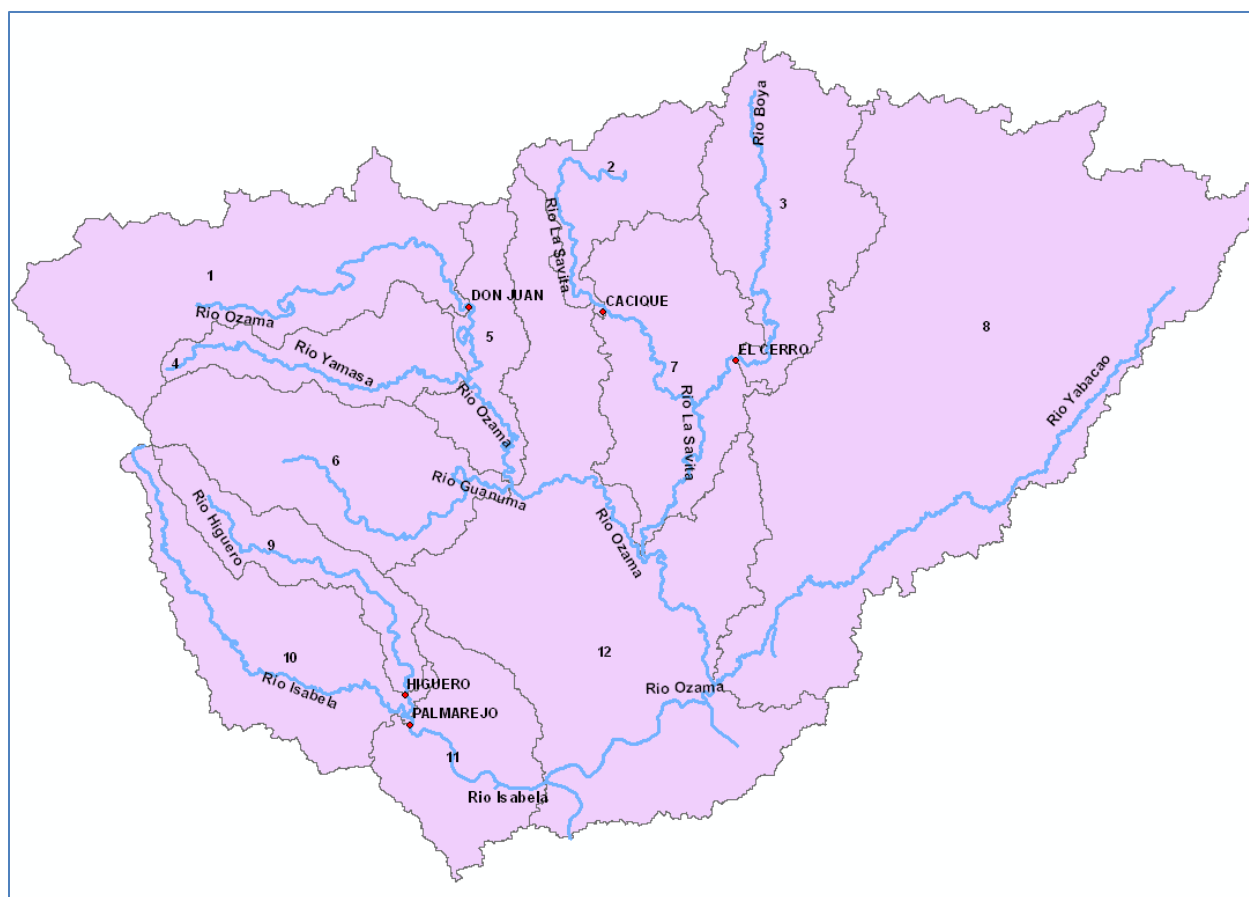 Rio Boya
2
3
Rio La Savita
1
DON JUAN
CACIQUE
Rio Ozama
5
8
Rio Yamasa
EL CERRO
4
7
Rio Yabacao
Rio Ozama
Rio La Savita
6
Rio Guanuma
Rio Higuero
Rio Ozama
9
12
10
Rio Isabela
HIGUERO
Rio Ozama
PALMAREJO
11
Rio Isabela